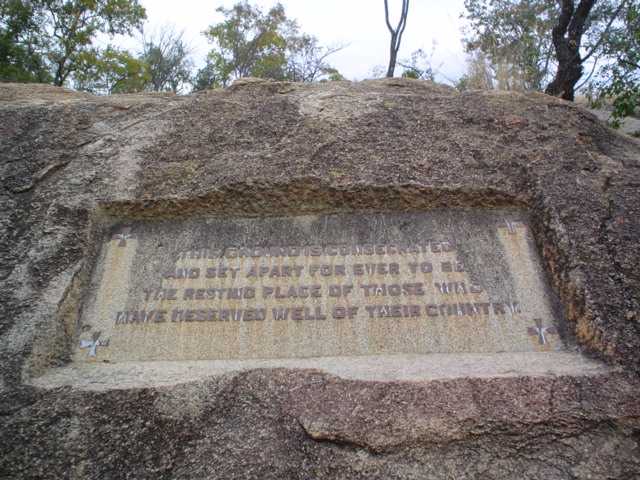 THIS GROUND IS CONSECRATED
AND SET APART FOR EVER TO BE
THE RESTING PLACE OF THOSE WHO
HAVE DESERVED WELL OF THEIR COUNTRY.